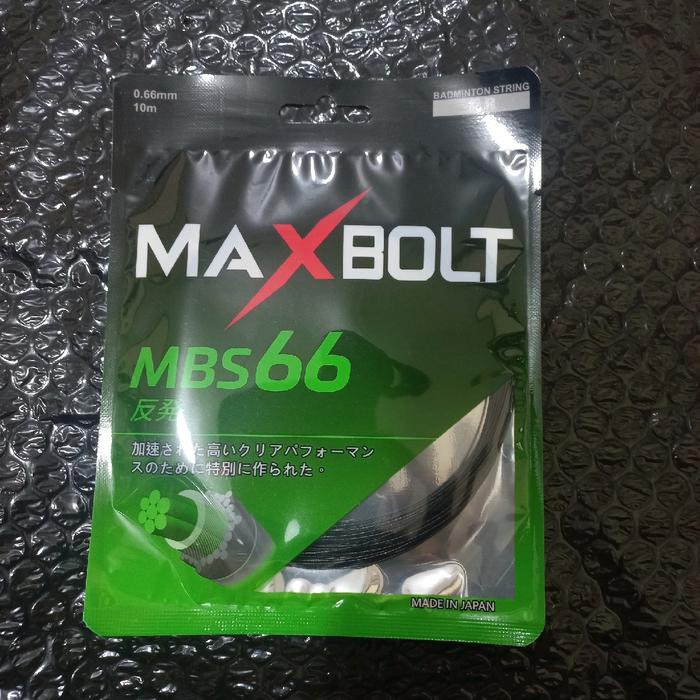 0.66mm
10m
BADMINTON STRING
MAXBOLT
MBS66
反発
加速された高いクリアパフォーマン
スのために特別に作られた。
MADE IN JAPAN